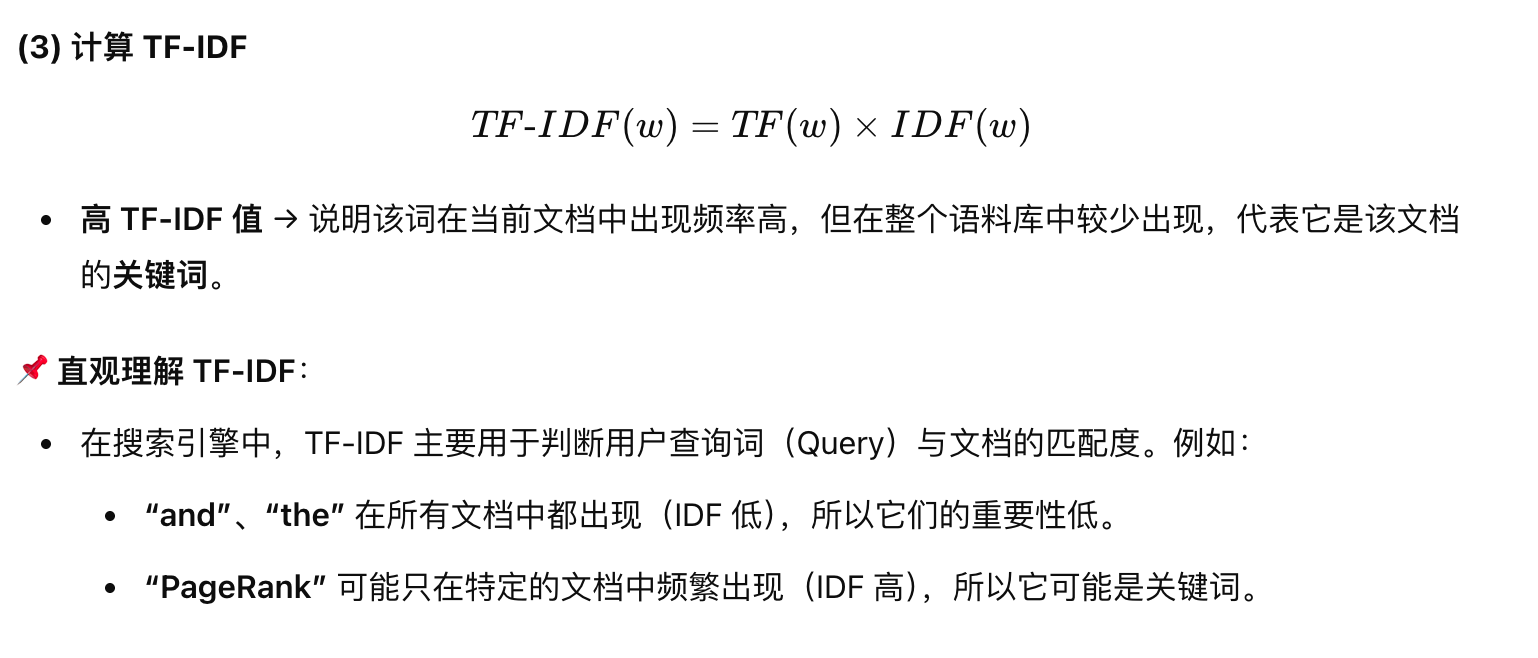 (3) 计算 TF-IDF
TF-IDF(w) = TF(w) × IDF(w)
• 高 TF-IDF 值 → 说明该词在当前文档中出现频率高，但在整个语料库中较少出现，代表它是该文档
的关键词。
📌 直观理解 TF-IDF：
• 在搜索引擎中，TF-IDF 主要用于判断用户查询词（Query）与文档的匹配度。例如：
• “and”、“the” 在所有文档中都出现（IDF 低），所以它们的重要性低。
• “PageRank” 可能只在特定的文档中频繁出现（IDF 高），所以它可能是关键词。